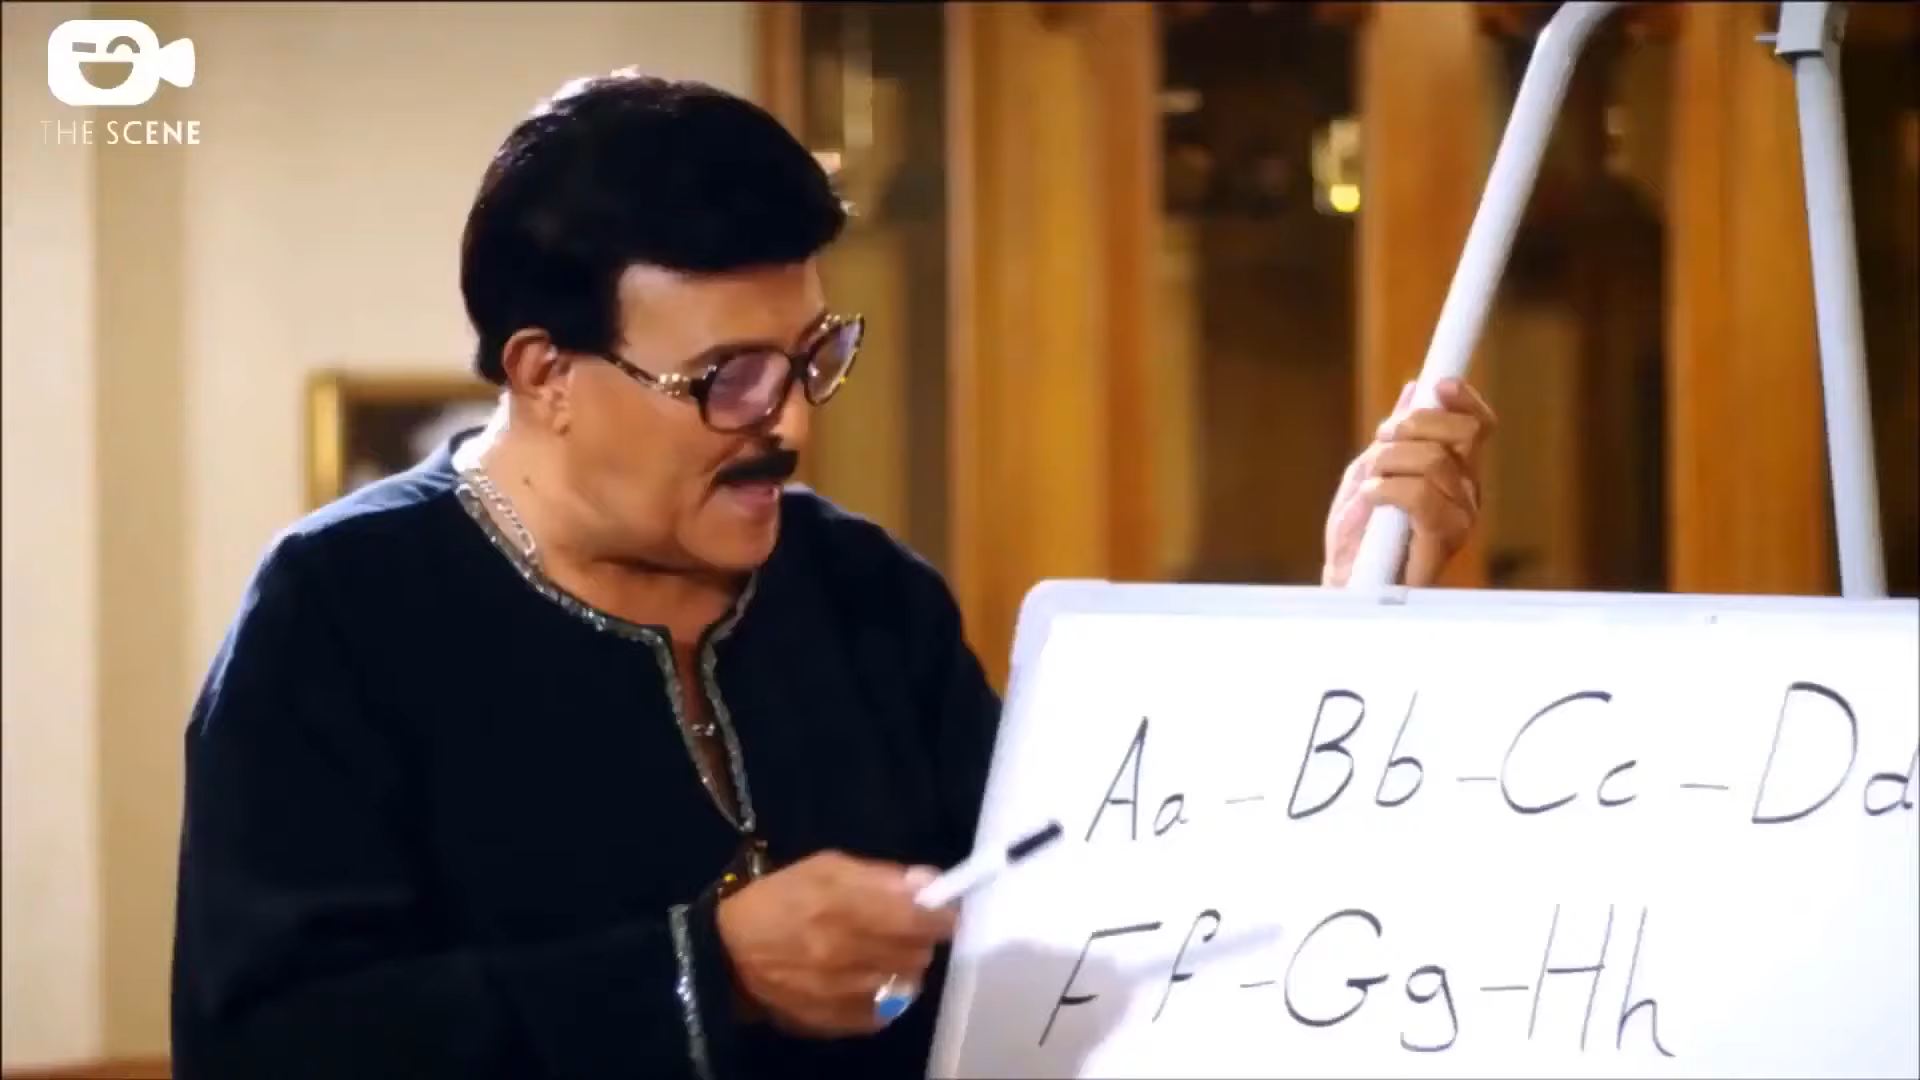 THE SCENE
Aa - Bb - Cc - Dd
Ff - Gg - Hh